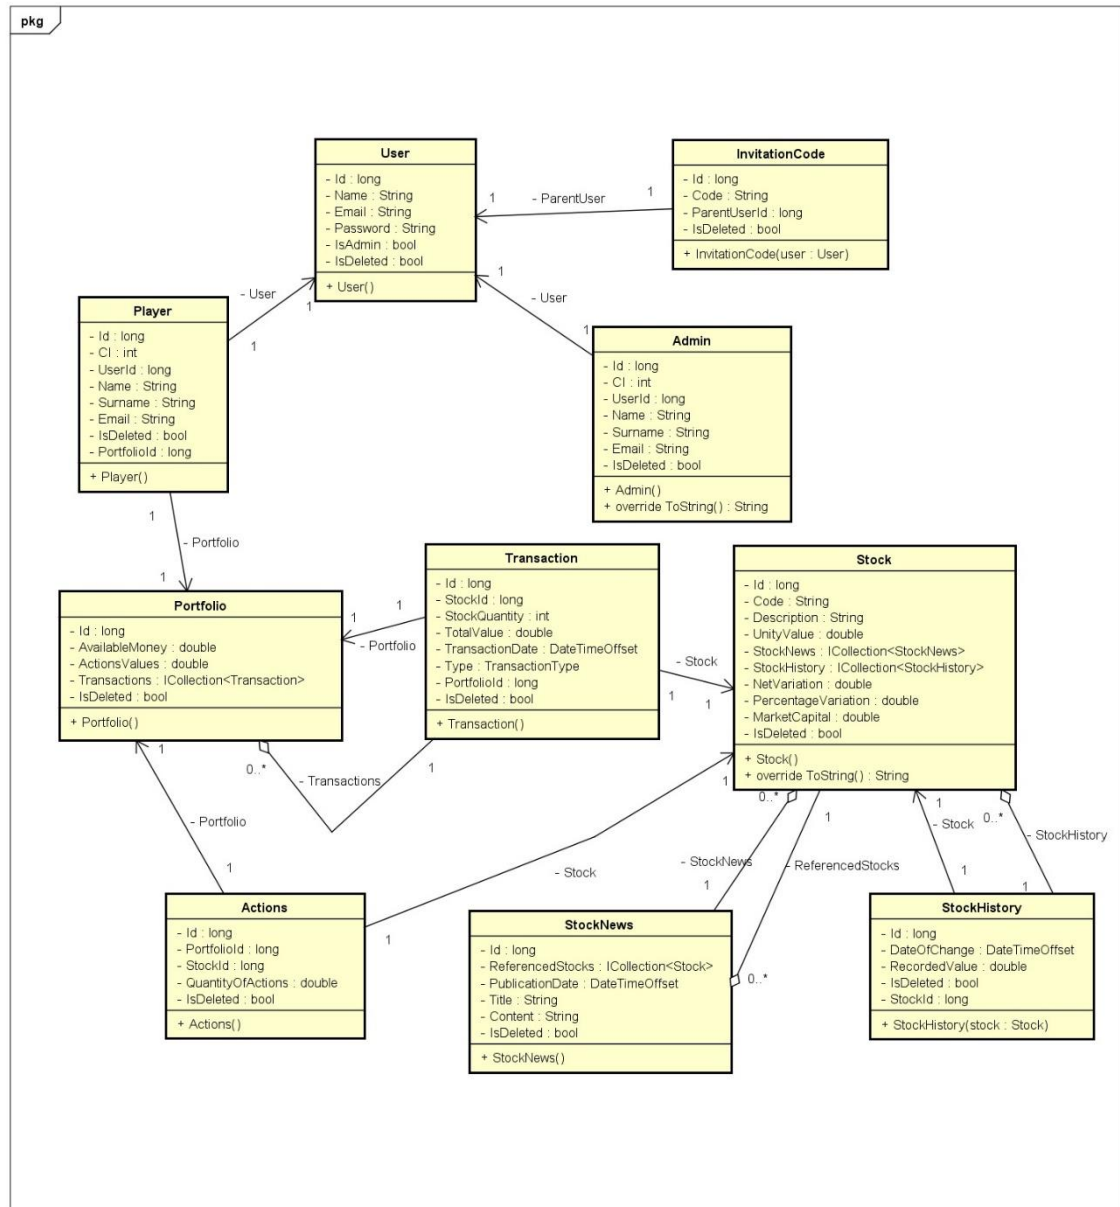 pkg
User
- Id : long
- Name : String
- Email : String
- Password : String
- IsAdmin : bool
- IsDeleted : bool
+ User()
InvitationCode
- Id : long
- Code : String
- ParentUserId : long
- IsDeleted : bool
+ InvitationCode(user : User)
1
- ParentUser
1
Player
- Id : long
- CI : int
- UserId : long
- Name : String
- Surname : String
- Email : String
- IsDeleted : bool
- PortfolioId : long
+ Player()
- User
1
1
1
- User
1
Admin
- Id : long
- CI : int
- UserId : long
- Name : String
- Surname : String
- Email : String
- IsDeleted : bool
+ Admin()
+ override ToString() : String
1
- Portfolio
1
Portfolio
- Id : long
- AvailableMoney : double
- ActionsValues : double
- Transactions : ICollection<Transaction>
- IsDeleted : bool
+ Portfolio()
1
1
- Portfolio
Transaction
- Id : long
- StockId : long
- StockQuantity : int
- TotalValue : double
- TransactionDate : DateTimeOffset
- Type : TransactionType
- PortfolioId : long
- IsDeleted : bool
+ Transaction()
- Stock
1
1
Stock
- Id : long
- Code : String
- Description : String
- UnityValue : double
- StockNews : ICollection<StockNews>
- StockHistory : ICollection<StockHistory>
- NetVariation : double
- PercentageVariation : double
- MarketCapital : double
- IsDeleted : bool
+ Stock()
+ override ToString() : String
1
0..*
- Transactions
1
- Portfolio
1
1
- Stock
1
0..*
- StockNews
1
1
- ReferencedStocks
0..*
1
- Stock
1
0..*
- StockHistory
1
Actions
- Id : long
- PortfolioId : long
- StockId : long
- QuantityOfActions : double
- IsDeleted : bool
+ Actions()
StockNews
- Id : long
- ReferencedStocks : ICollection<Stock>
- PublicationDate : DateTimeOffset
- Title : String
- Content : String
- IsDeleted : bool
+ StockNews()
StockHistory
- Id : long
- DateOfChange : DateTimeOffset
- RecordedValue : double
- IsDeleted : bool
- StockId : long
+ StockHistory(stock : Stock)